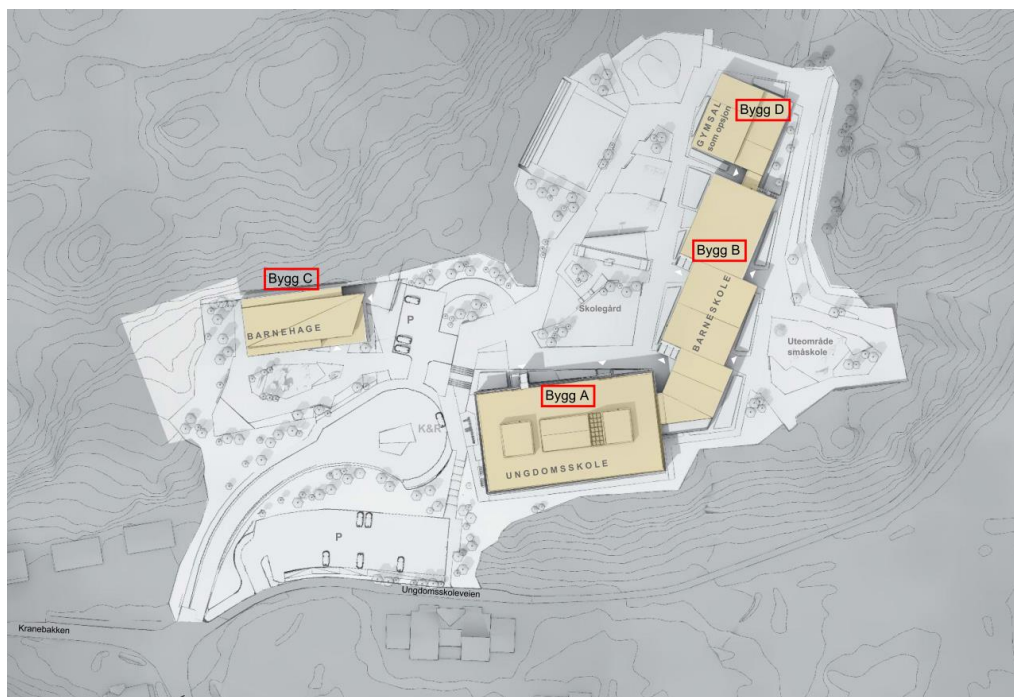 Bygg D
GYMSAL
som opsjon
Bygg B
BARNESKOLE
Bygg C
BARNEHAGE
P
Skolegård
Uteområde
småskole
Bygg A
UNGDOMSSKOLE
K&R
P
Ungdomsskoleveien
Kranebakken